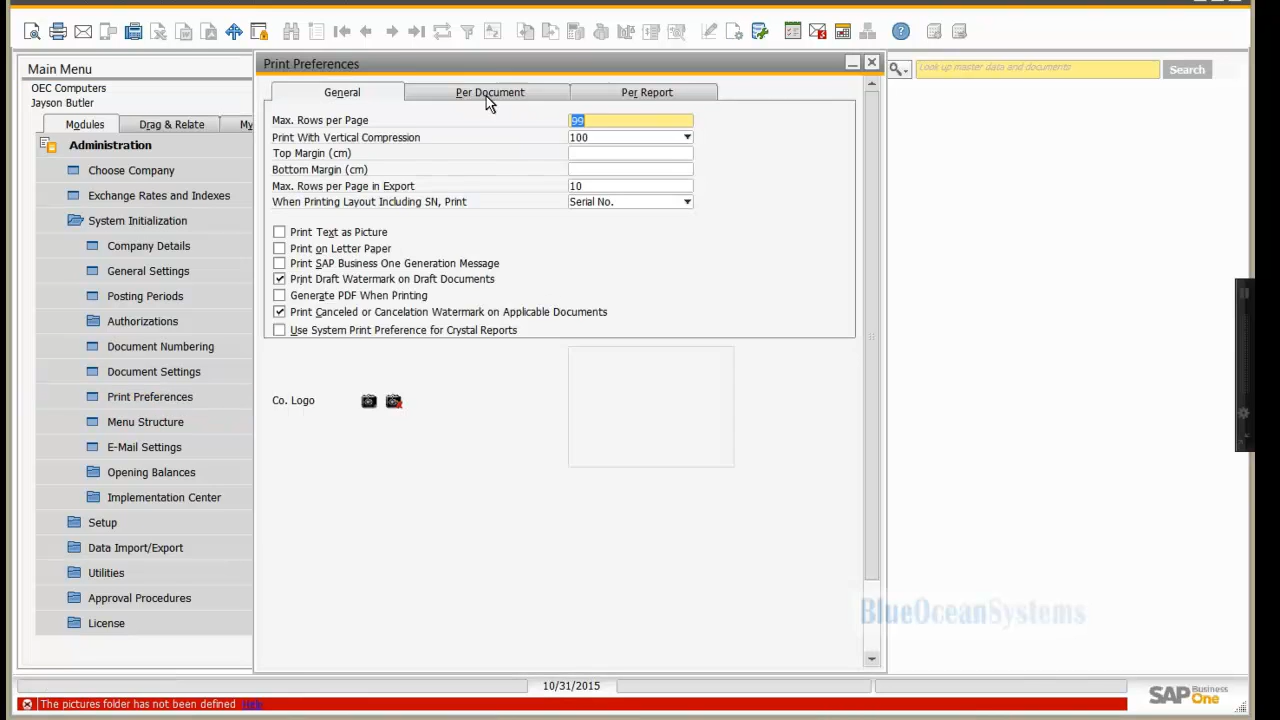 Main Menu
OEC Computers
Jayson Butler
Modules
Drag & Relate
My
Administration
Choose Company
Exchange Rates and Indexes
System Initialization
Company Details
General Settings
Posting Periods
Authorizations
Document Numbering
Document Settings
Print Preferences
Menu Structure
E-Mail Settings
Opening Balances
Implementation Center
Setup
Data Import/Export
Utilities
Approval Procedures
License
Print Preferences
General
Per Document
Per Report
Max. Rows per Page 99
Print With Vertical Compression 100
Top Margin (cm)
Bottom Margin (cm)
Max. Rows per Page in Export 10
When Printing Layout Including SN, Print Serial No.
Print Text as Picture
Print on Letter Paper
Print SAP Business One Generation Message
Print Draft Watermark on Draft Documents
Generate PDF When Printing
Print Canceled or Cancelation Watermark on Applicable Documents
Use System Print Preference for Crystal Reports
Co. Logo
Look up master data and documents
Search
BlueOceanSystems
10/31/2015
The pictures folder has not been defined Help
SAP Business One